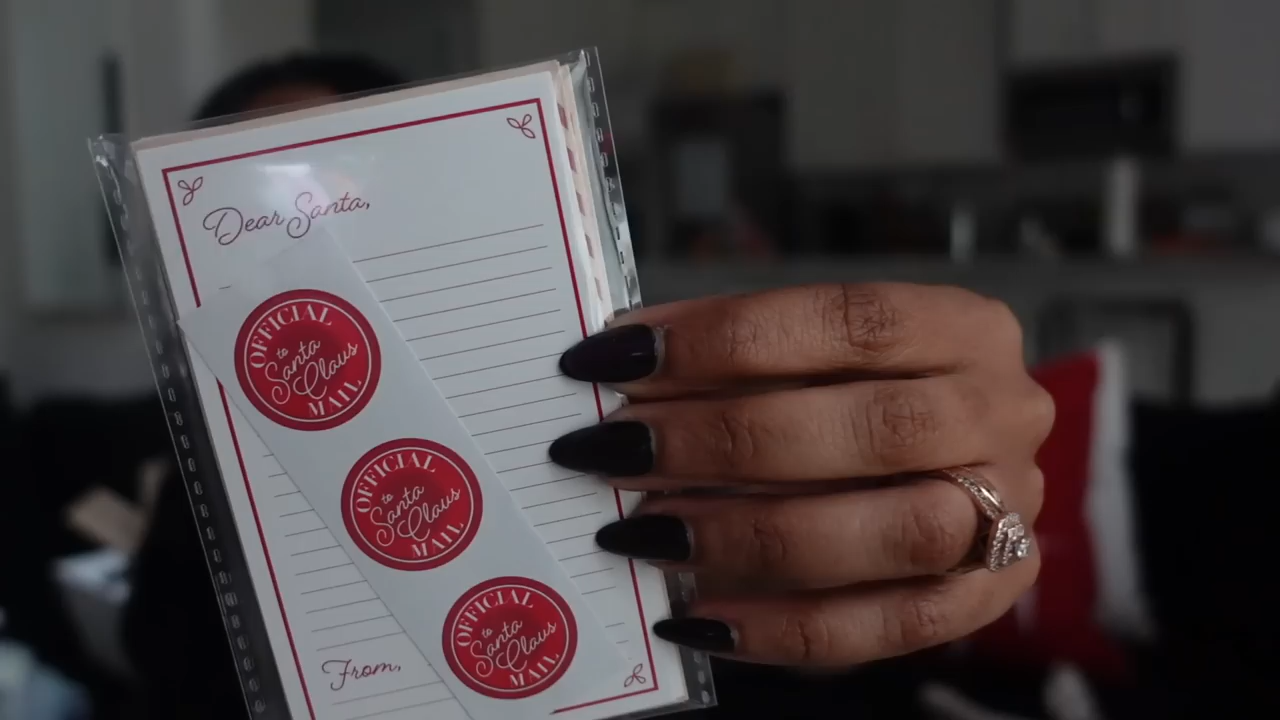 Dear Santa,
OFFICIAL
to
Santa
Claus
MAIL
OFFICIAL
to
Santa
Claus
MAIL
OFFICIAL
to
Santa
Claus
MAIL
From,